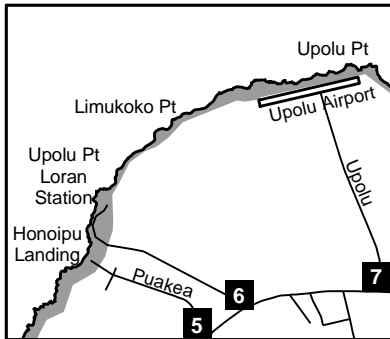 Upolu Pt
Limukoko Pt
Upolu Airport
Upolu Pt
Loran
Station
Honoipu
Landing
Upolu
Puakea
7
6
5